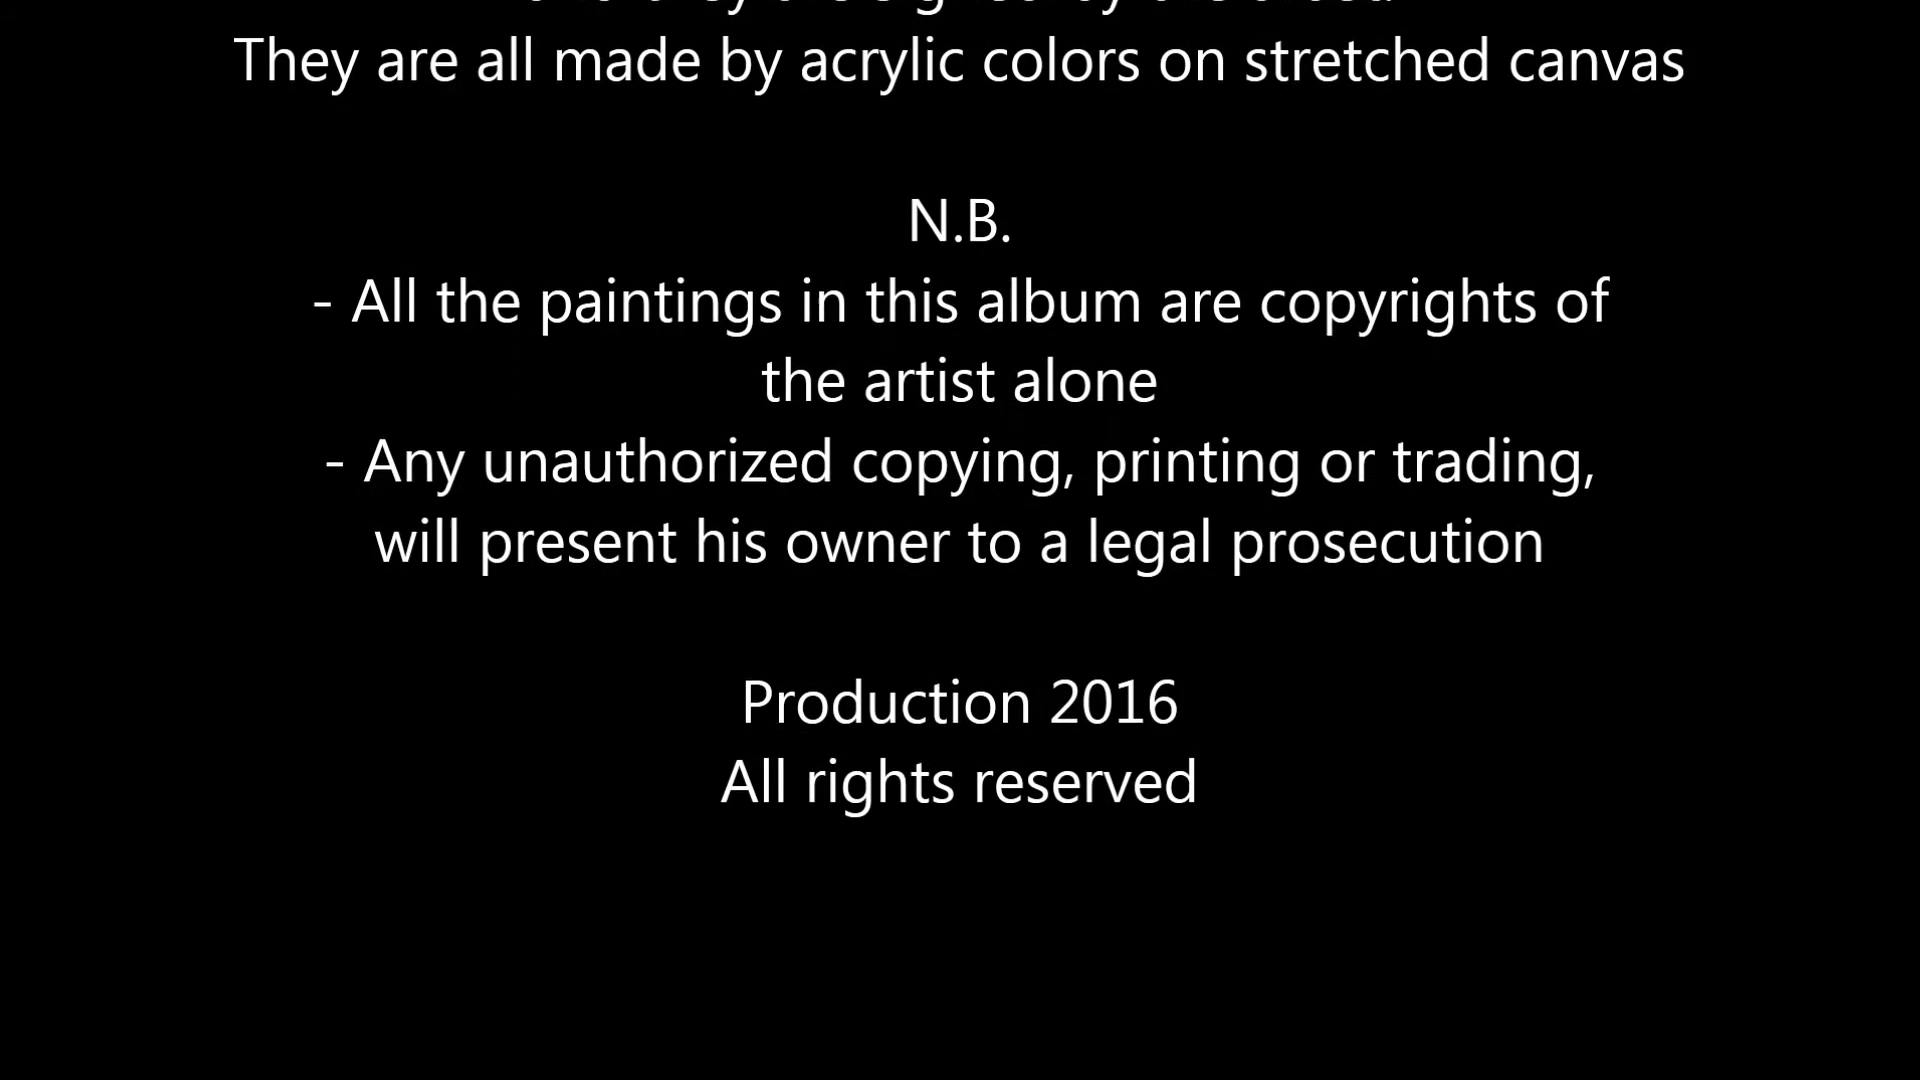 They are all made by acrylic colors on stretched canvas
N.B.
- All the paintings in this album are copyrights of
the artist alone
- Any unauthorized copying, printing or trading,
will present his owner to a legal prosecution
Production 2016
All rights reserved